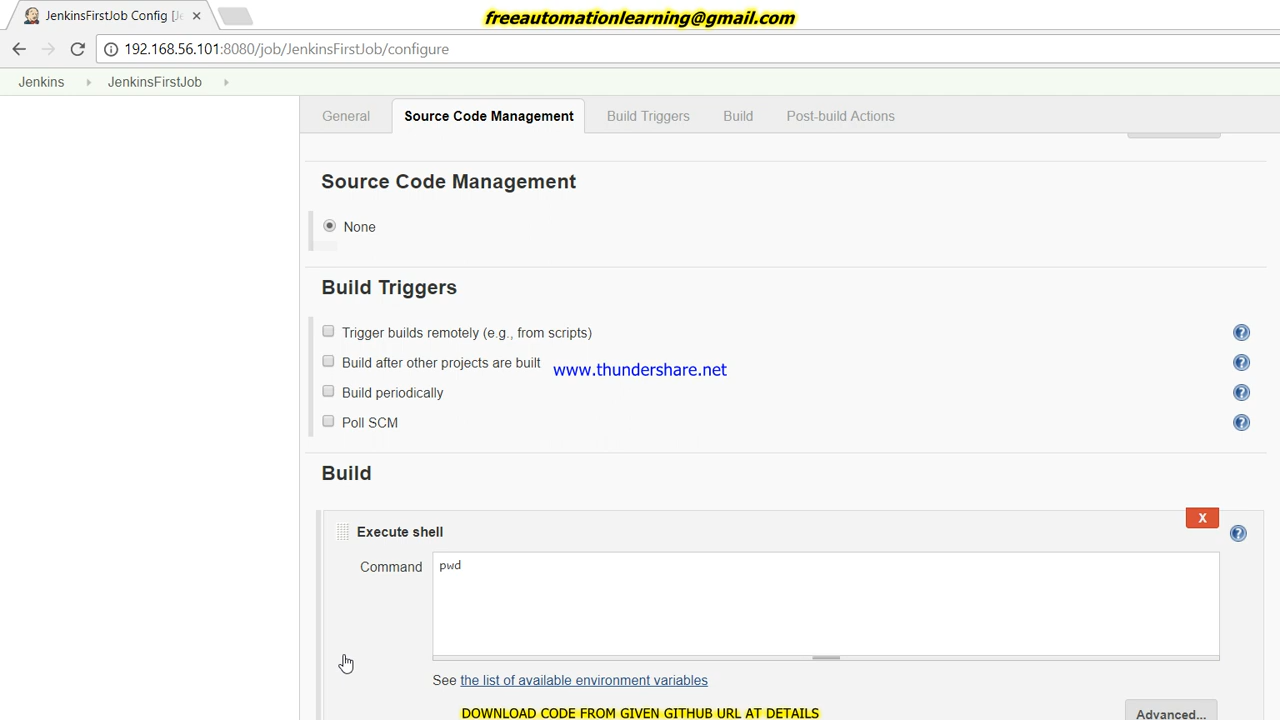 JenkinsFirstJob Config [Je
freeautomationlearning@gmail.com
192.168.56.101:8080/job/JenkinsFirstJob/configure
Jenkins
JenkinsFirstJob
General
Source Code Management
Build Triggers
Build
Post-build Actions
Source Code Management
None
Build Triggers
Trigger builds remotely (e.g., from scripts)
Build after other projects are built
www.thundershare.net
Build periodically
Poll SCM
Build
Execute shell
X
Command
pwd
See the list of available environment variables
DOWNLOAD CODE FROM GIVEN GITHUB URL AT DETAILS
Advanced...